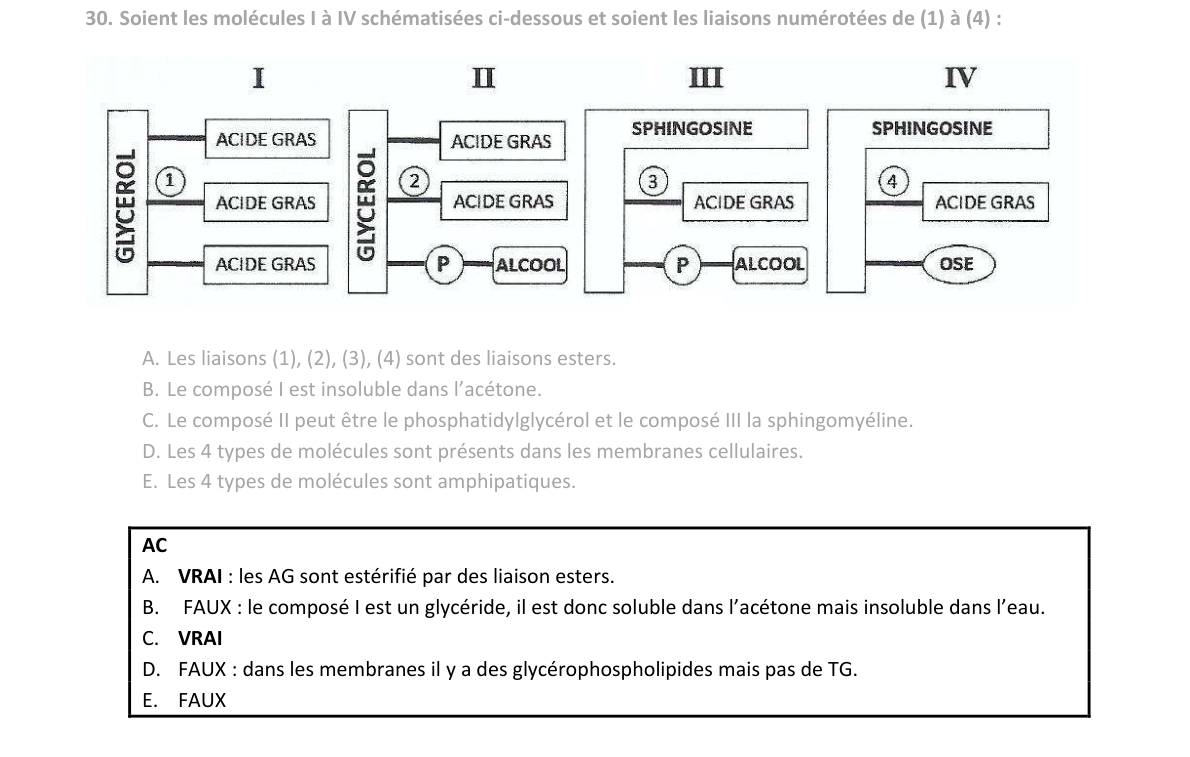 30. Soient les molécules I à IV schématisées ci-dessous et soient les liaisons numérotées de (1) à (4) :
I II III IV
GLYCEROL
ACIDE GRAS
1
ACIDE GRAS
ACIDE GRAS
GLYCEROL
ACIDE GRAS
2
ACIDE GRAS
P ALCOOL
SPHINGOSINE
3
ACIDE GRAS
P ALCOOL
SPHINGOSINE
4
ACIDE GRAS
OSE
A. Les liaisons (1), (2), (3), (4) sont des liaisons esters.
B. Le composé I est insoluble dans l’acétone.
C. Le composé II peut être le phosphatidylglycérol et le composé III la sphingomyéline.
D. Les 4 types de molécules sont présents dans les membranes cellulaires.
E. Les 4 types de molécules sont amphipatiques.
AC
A. VRAI : les AG sont estérifié par des liaison esters.
B. FAUX : le composé I est un glycéride, il est donc soluble dans l’acétone mais insoluble dans l’eau.
C. VRAI
D. FAUX : dans les membranes il y a des glycérophospholipides mais pas de TG.
E. FAUX